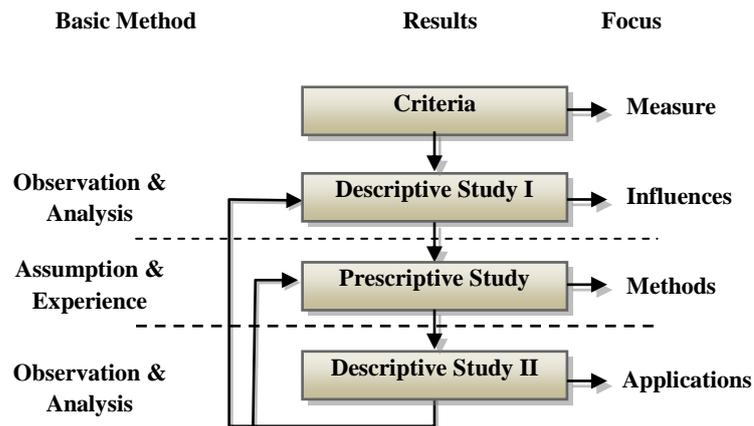 Basic Method Results Focus
Criteria
Measure
Observation &
Analysis
Descriptive Study I
Influences
Assumption &
Experience
Prescriptive Study
Methods
Observation &
Analysis
Descriptive Study II
Applications